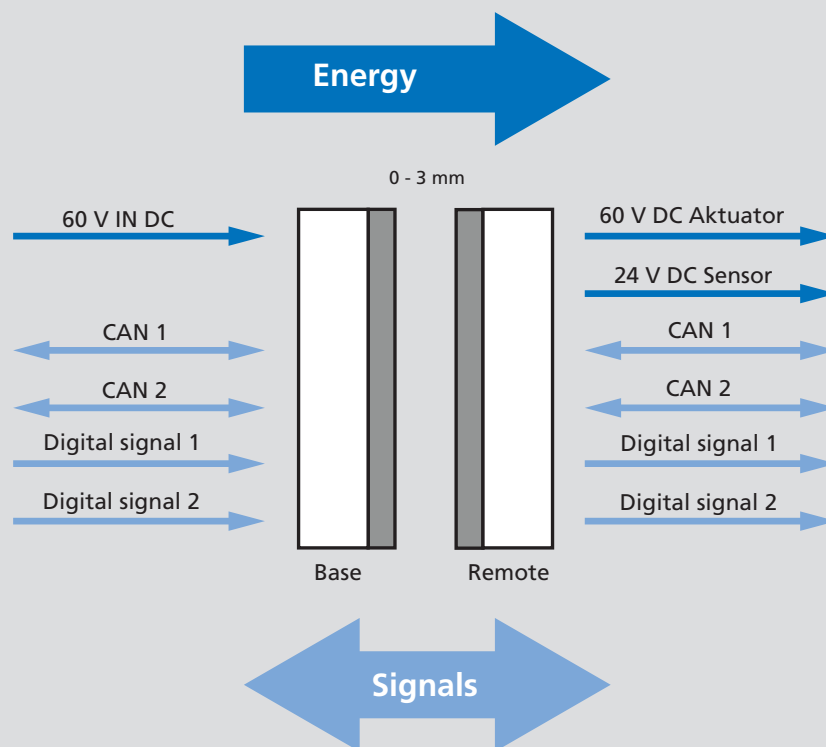 Energy
0 - 3 mm
60 V IN DC
CAN 1
CAN 2
Digital signal 1
Digital signal 2
60 V DC Aktuator
24 V DC Sensor
CAN 1
CAN 2
Digital signal 1
Digital signal 2
Base
Remote
Signals